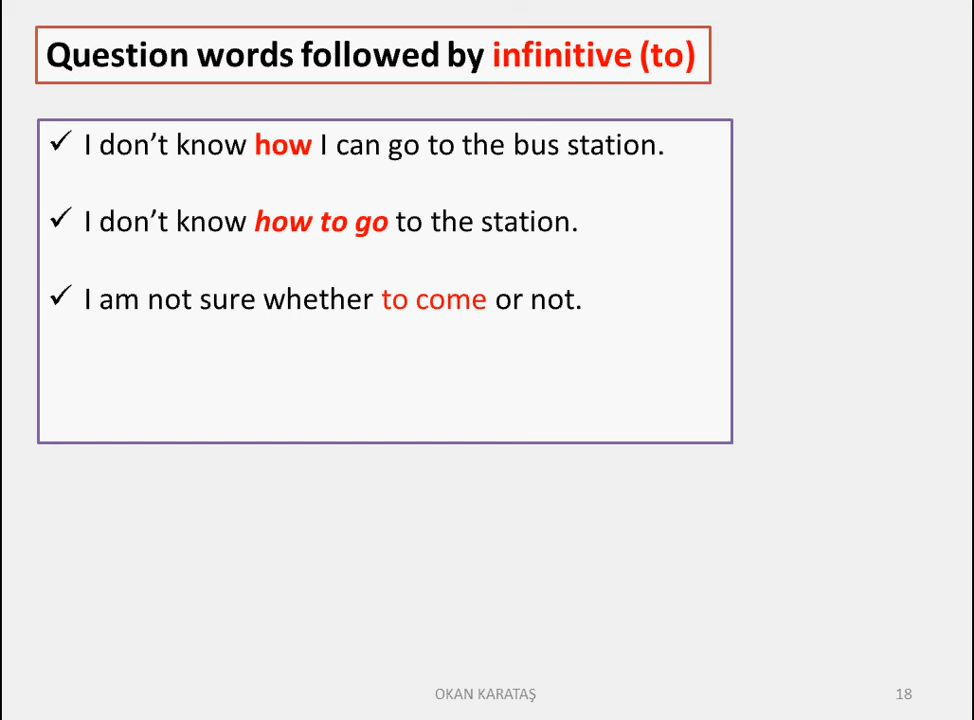 Question words followed by infinitive (to)
✓ I don't know how I can go to the bus station.
✓ I don't know how to go to the station.
✓ I am not sure whether to come or not.
OKAN KARATAŞ
18